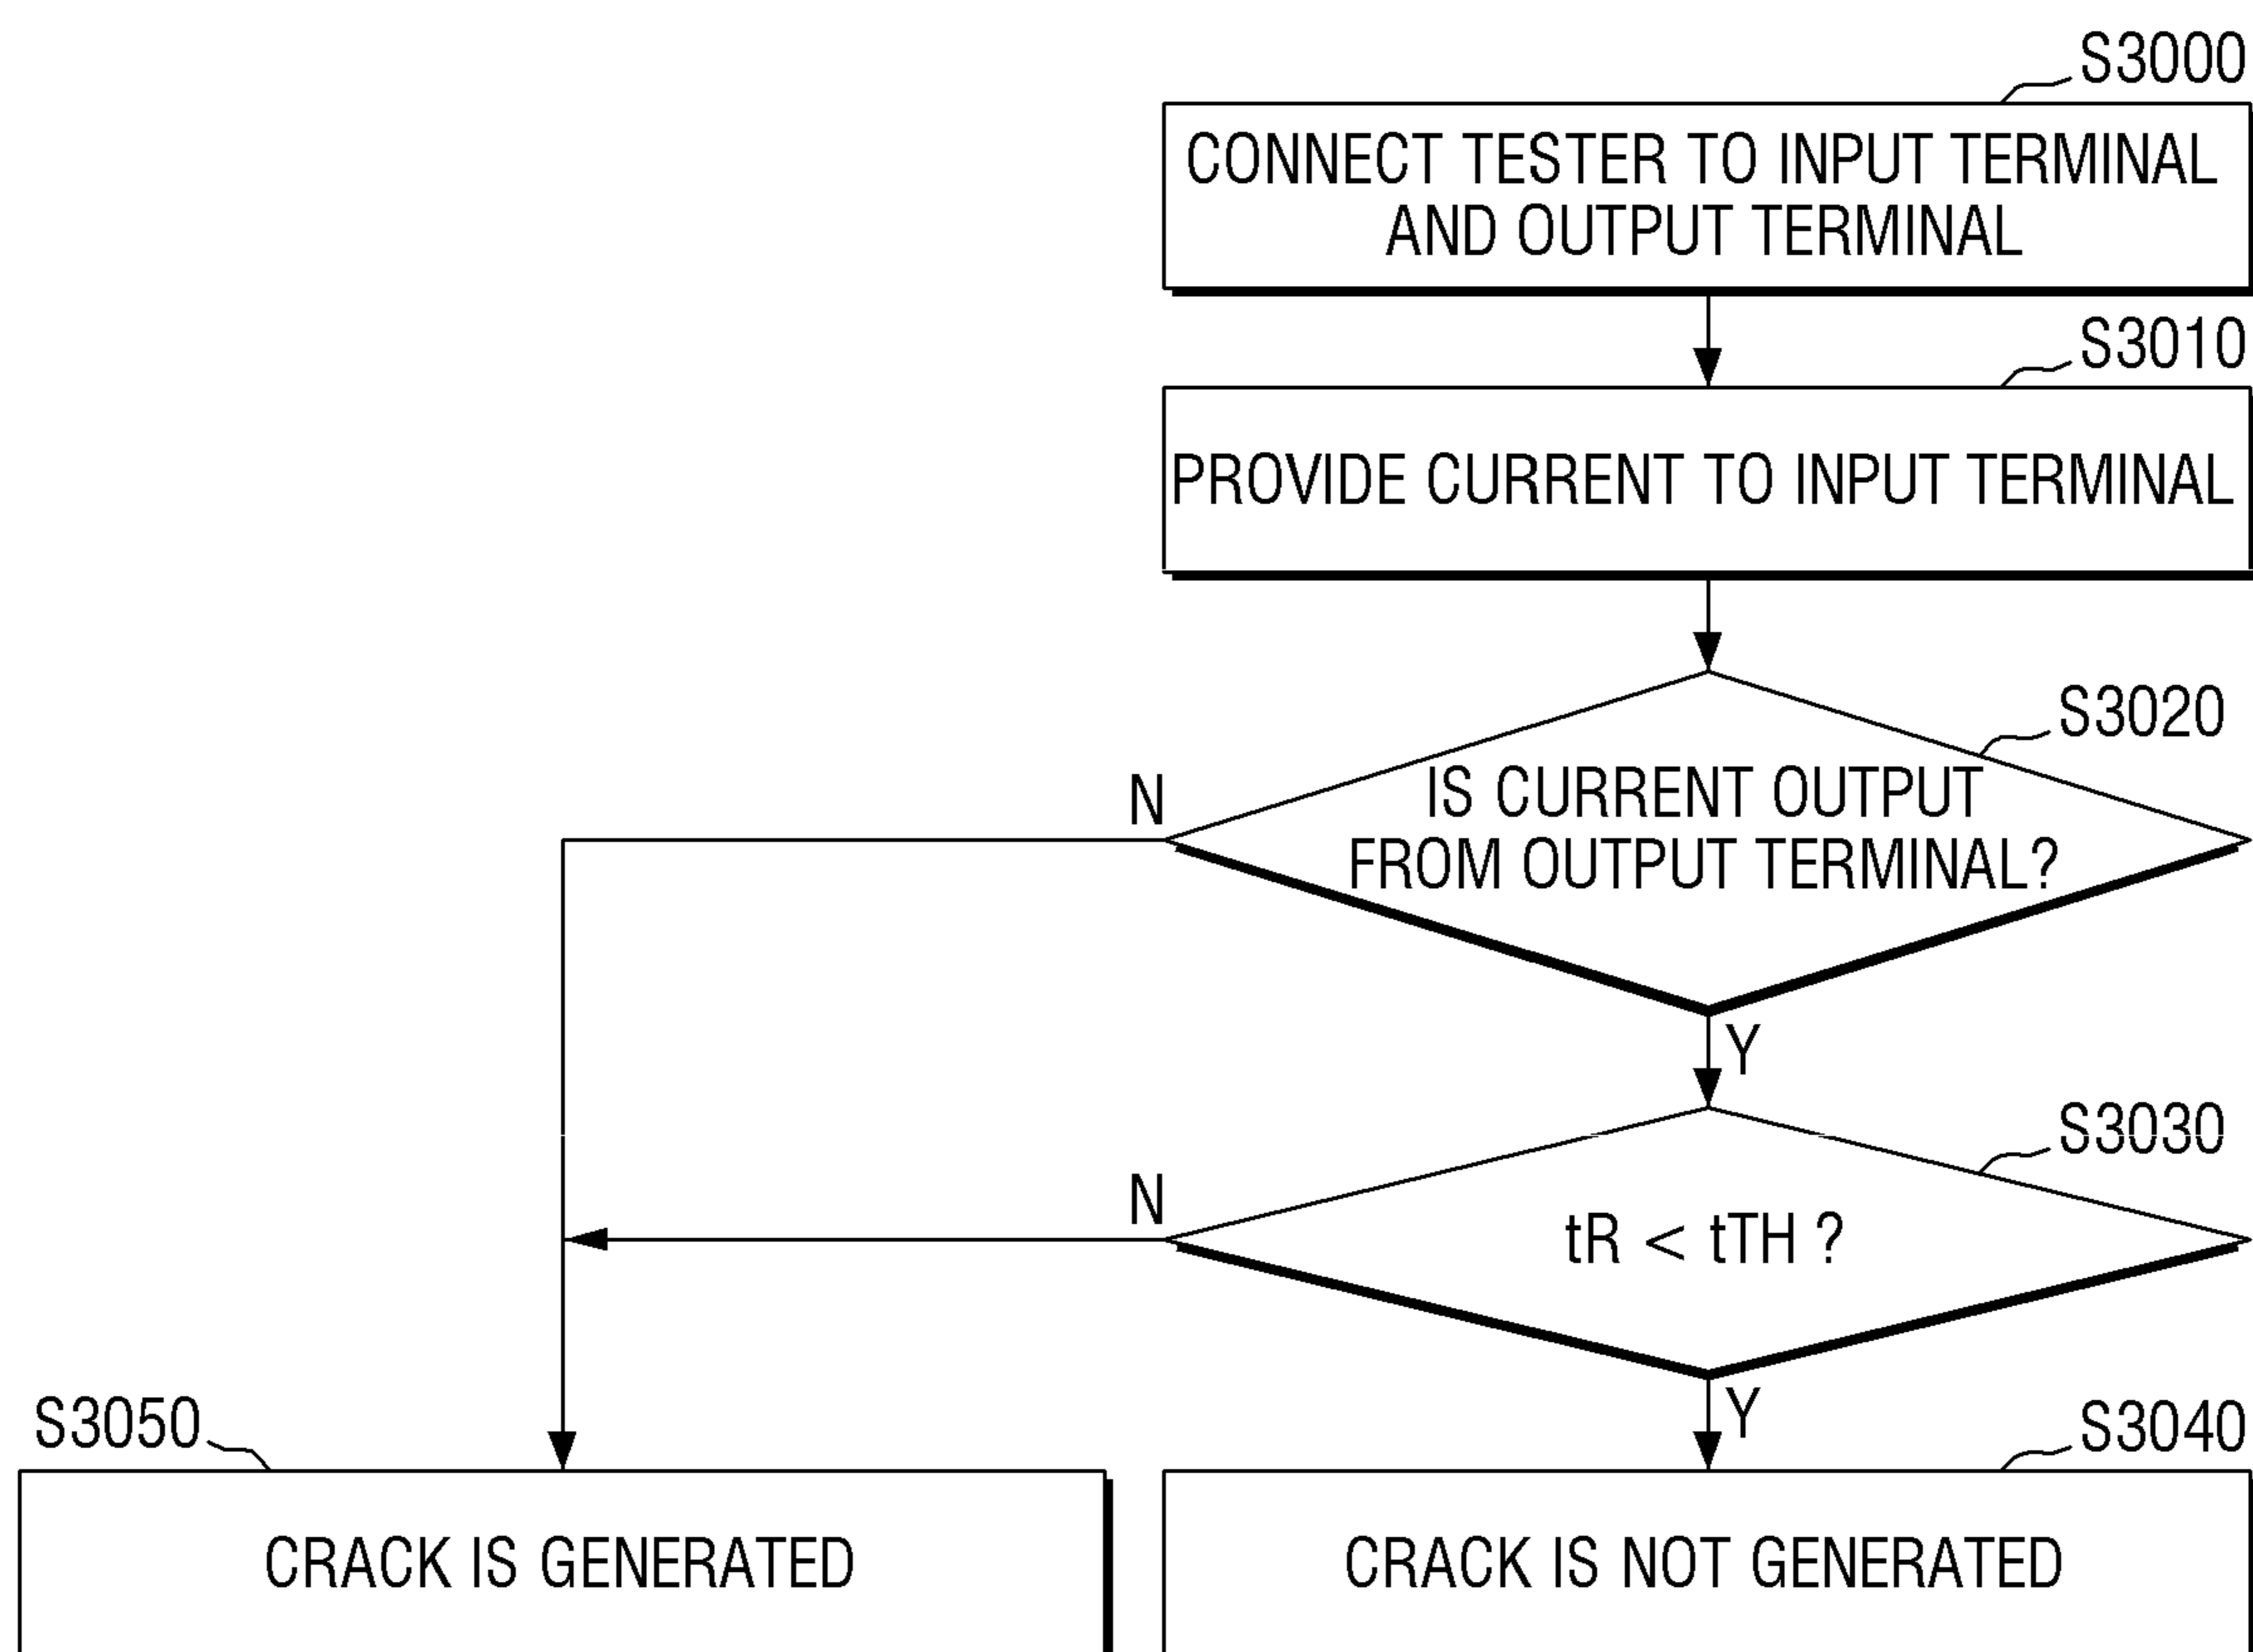 S3000
CONNECT TESTER TO INPUT TERMINAL
AND OUTPUT TERMINAL
S3010
PROVIDE CURRENT TO INPUT TERMINAL
S3020
IS CURRENT OUTPUT
FROM OUTPUT TERMINAL?
N
Y
S3030
tR < tTH ?
N
Y
S3050
CRACK IS GENERATED
S3040
CRACK IS NOT GENERATED